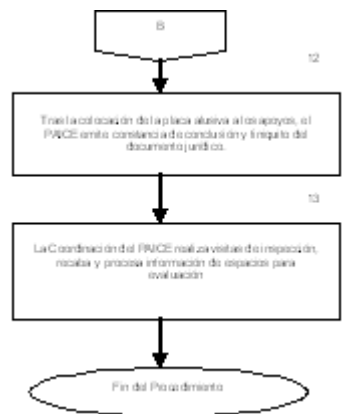 B
12
Tras la colocación de la placa alusiva a los apoyos, el
PAICE emite constancia de conclusión y finiquito del
documento jurídico.
13
La Coordinación del PAICE realiza visitas de inspección,
recaba y procesa información de espacios para
evaluación
Fin del Procedimiento